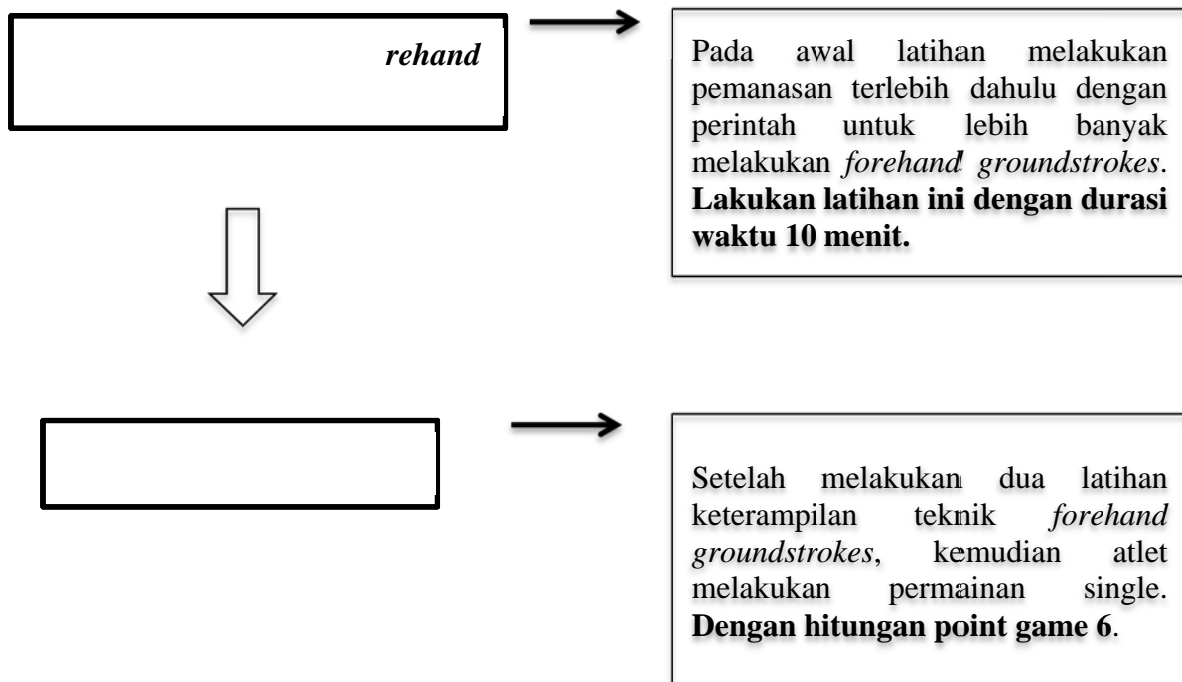 rehand
Pada awal latihan melakukan
pemanasan terlebih dahulu dengan
perintah untuk lebih banyak
melakukan forehand groundstrokes.
Lakukan latihan ini dengan durasi
waktu 10 menit.
Setelah melakukan dua latihan
keterampilan teknik forehand
groundstrokes, kemudian atlet
melakukan permainan single.
Dengan hitungan point game 6.